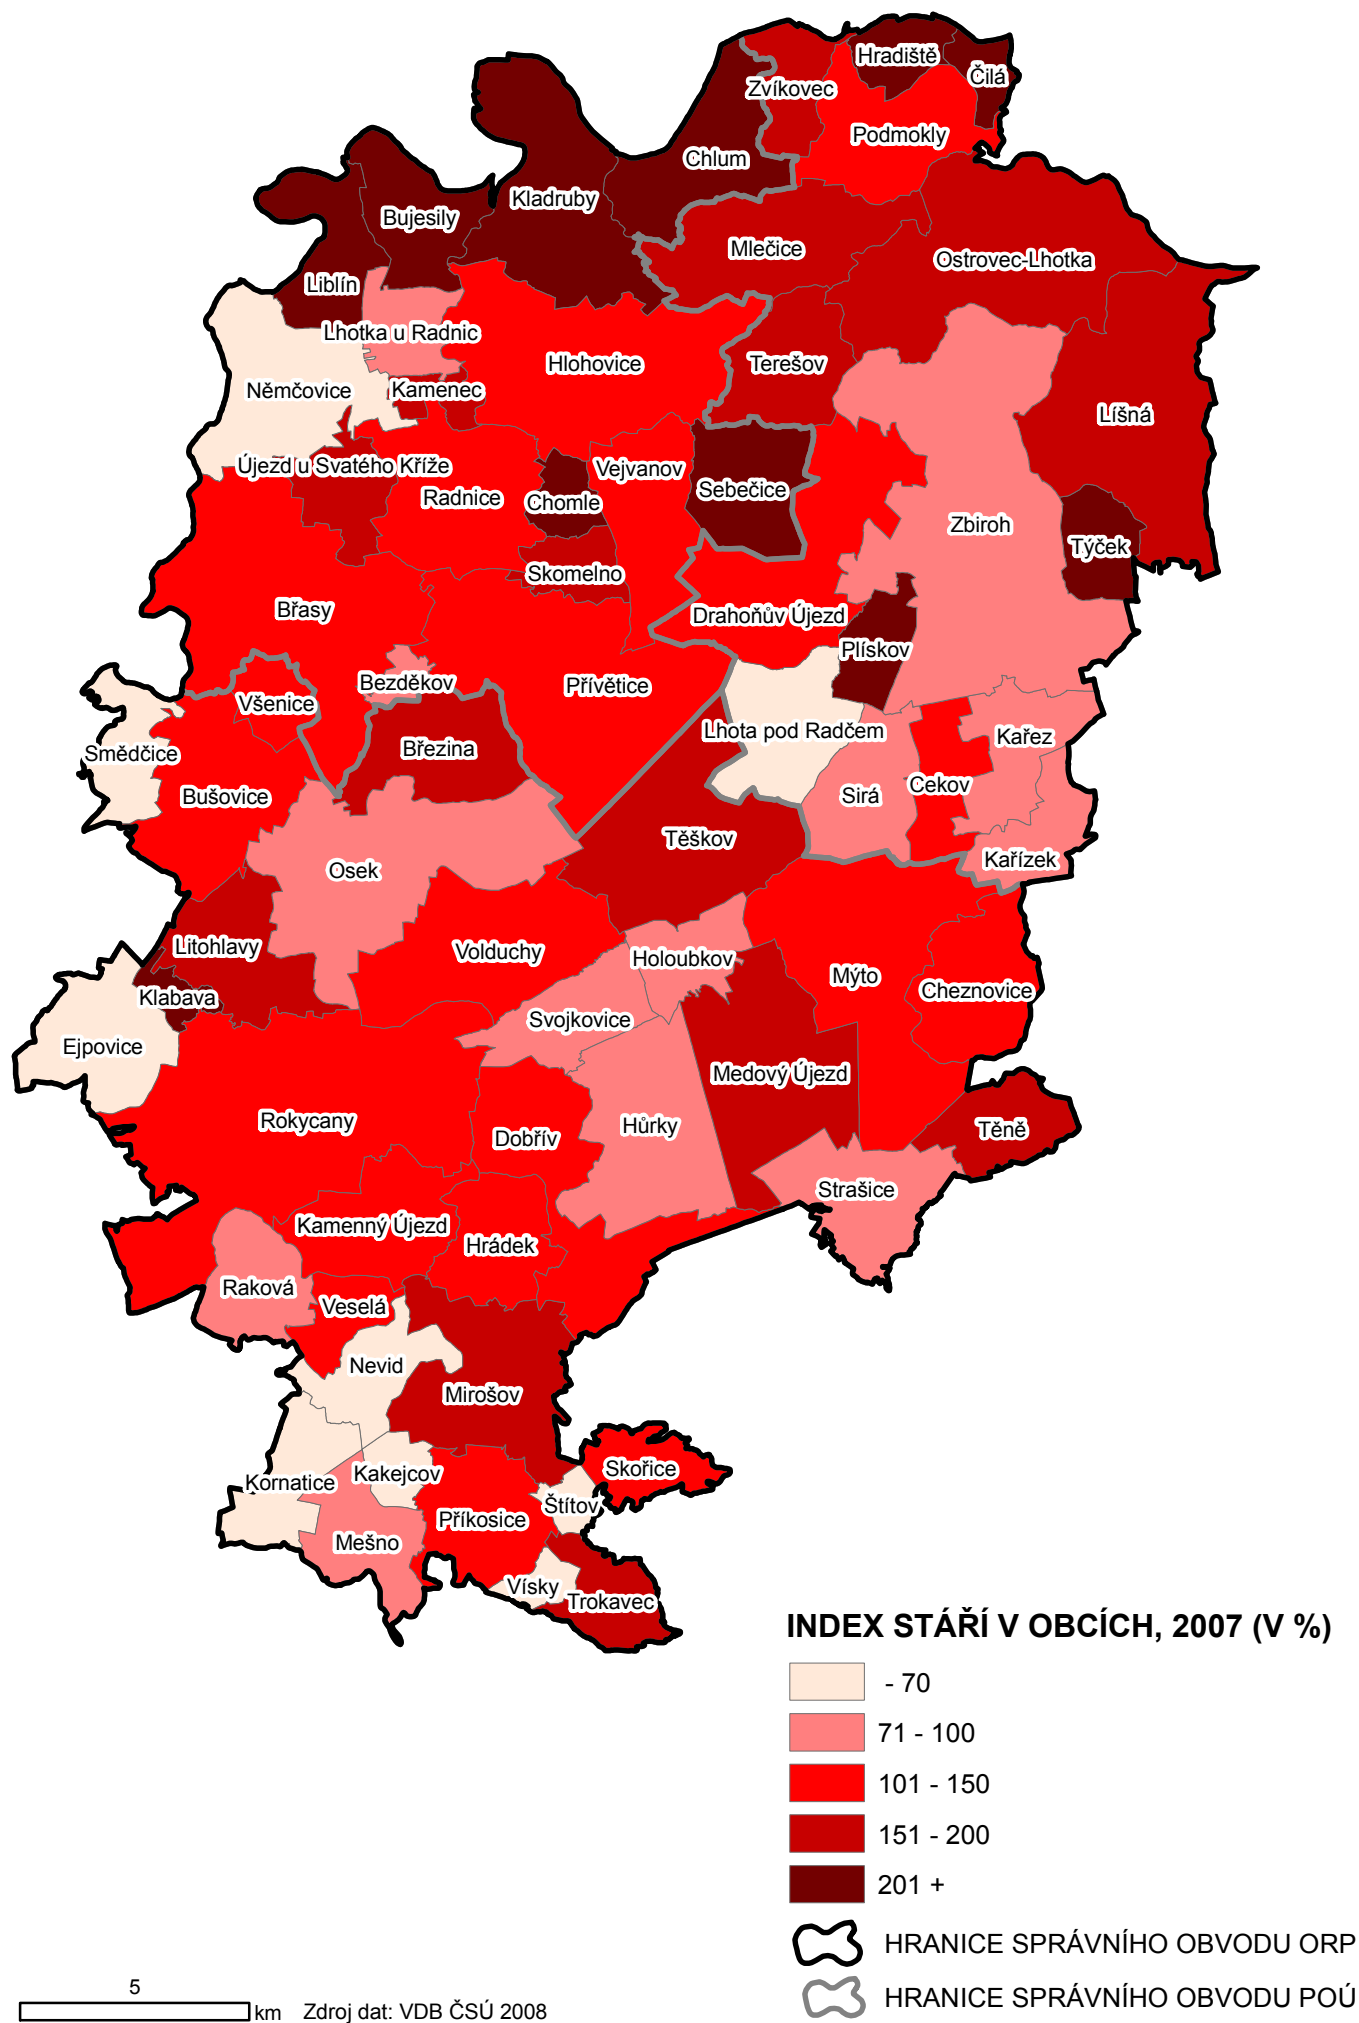 Hradiště
Čilá
Zvíkovec
Podmokly
Chlum
Kladruby
Bujesily
Mlečice
Ostrovec-Lhotka
Liblín
Lhotka u Radnic
Hlohovice
Terešov
Němčovice
Kamenec
Líšná
Újezd u Svatého Kříže
Vejvanov
Radnice
Chomle
Sebečice
Zbiroh
Týček
Skomelno
Břasy
Drahoňův Újezd
Plískov
Bezděkov
Přívětice
Všenice
Lhota pod Radčem
Kařez
Smědčice
Březina
Bušovice
Sirá
Cekov
Těškov
Kařízek
Osek
Litohlavy
Volduchy
Holoubkov
Mýto
Cheznovice
Klabava
Svojkovice
Ejpovice
Medový Újezd
Rokycany
Dobřív
Hůrky
Těně
Strašice
Kamenný Újezd
Hrádek
Raková
Veselá
Nevid
Mirošov
Skořice
Kakejcov
Kornatice
Štítov
Příkosice
Mešno
Vísky
Trokavec
INDEX STÁŘÍ V OBCÍCH, 2007 (V %)
- 70
71 - 100
101 - 150
151 - 200
201 +
HRANICE SPRÁVNÍHO OBVODU ORP
HRANICE SPRÁVNÍHO OBVODU POÚ
5
km
Zdroj dat: VDB ČSÚ 2008